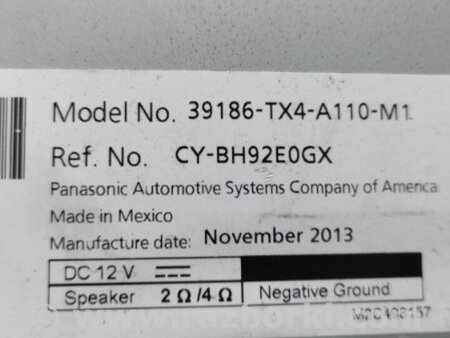 Model No. 39186-TX4-A110-M1
Ref. No. CY-BH92E0GX
Panasonic Automotive Systems Company of America
Made in Mexico
Manufacture date: November 2013
DC 12 V
Speaker 2 Ω/4 Ω Negative Ground